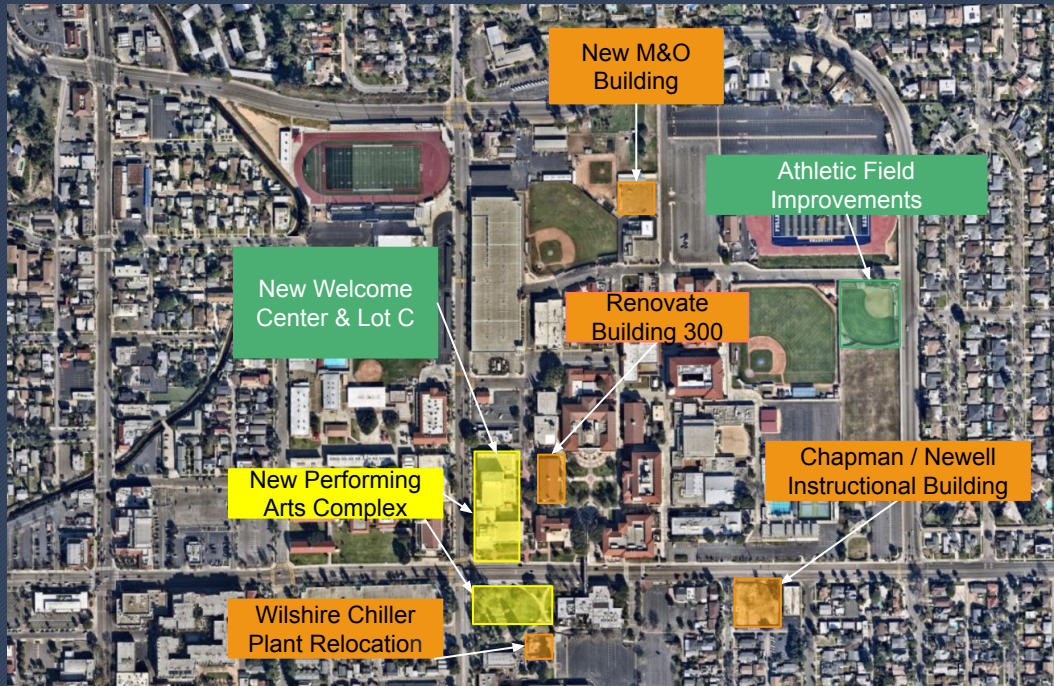 New M&O
Building
Athletic Field
Improvements
New Welcome
Center & Lot C
Renovate
Building 300
Chapman / Newell
Instructional Building
New Performing
Arts Complex
Wilshire Chiller
Plant Relocation